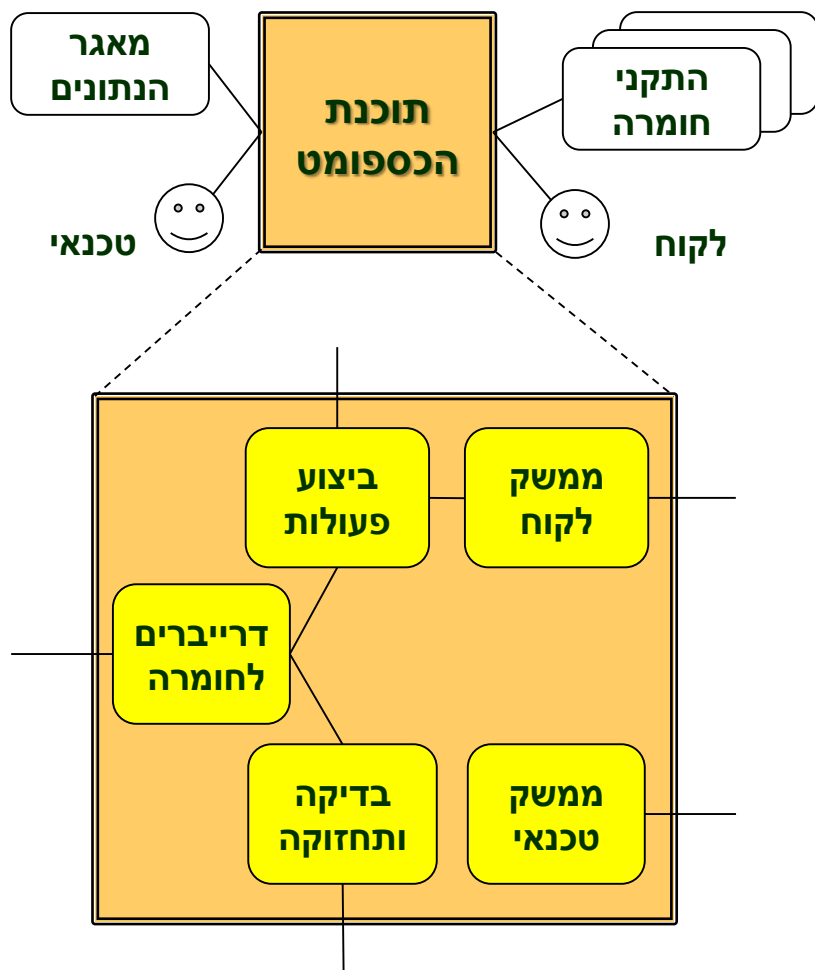 מאגר
הנתונים
תוכנת
הכספומט
התקני
חומרה
טכנאי
לקוח
ביצוע
פעולות
ממשק
לקוח
דרייברים
לחומרה
בדיקה
ותחזוקה
ממשק
טכנאי